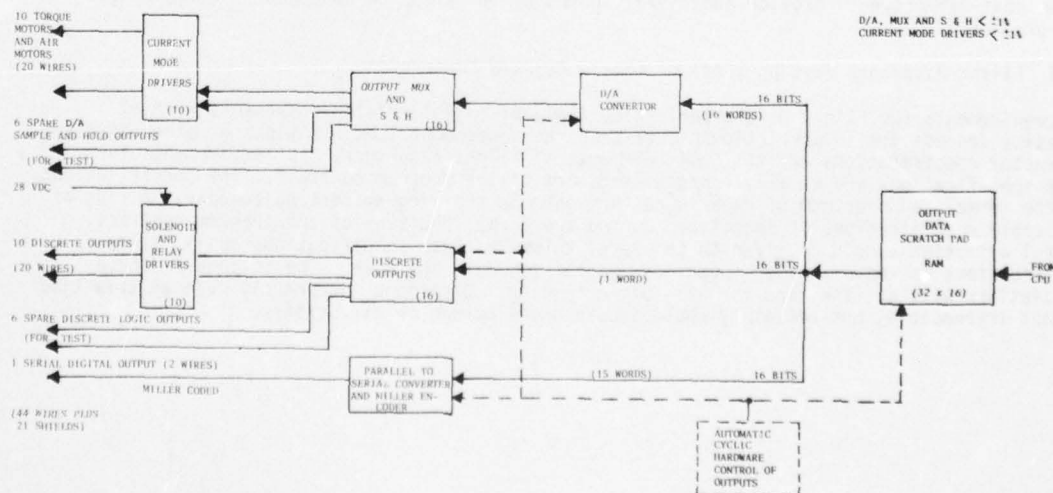 D/A, MUX AND S & H < ±1%
CURRENT MODE DRIVERS < ±1%
10 TORQUE
MOTORS
AND AIR
MOTORS
(20 WIRES)
CURRENT
MODE
DRIVERS
(10)
OUTPUT MUX
AND
S & H
(16)
D/A
CONVERTOR
(16 WORDS)
16 BITS
6 SPARE D/A
SAMPLE AND HOLD OUTPUTS
(FOR TEST)
28 VDC
SOLENOID
AND
RELAY
DRIVERS
(10)
10 DISCRETE OUTPUTS
(20 WIRES)
DISCRETE
OUTPUTS
(16)
(1 WORD)
16 BITS
OUTPUT
DATA
SCRATCH PAD
RAM
(32 x 16)
FROM
CPU
6 SPARE DISCRETE LOGIC OUTPUTS
(FOR TEST)
1 SERIAL DIGITAL OUTPUT (2 WIRES)
MILLER CODED
PARALLEL TO
SERIAL CONVERTER
AND MILLER EN-
CODER
(15 WORDS)
16 BITS
(44 WIRES PLUS
21 SHIELDS)
AUTOMATIC
CYCLIC
HARDWARE
CONTROL OF
OUTPUTS